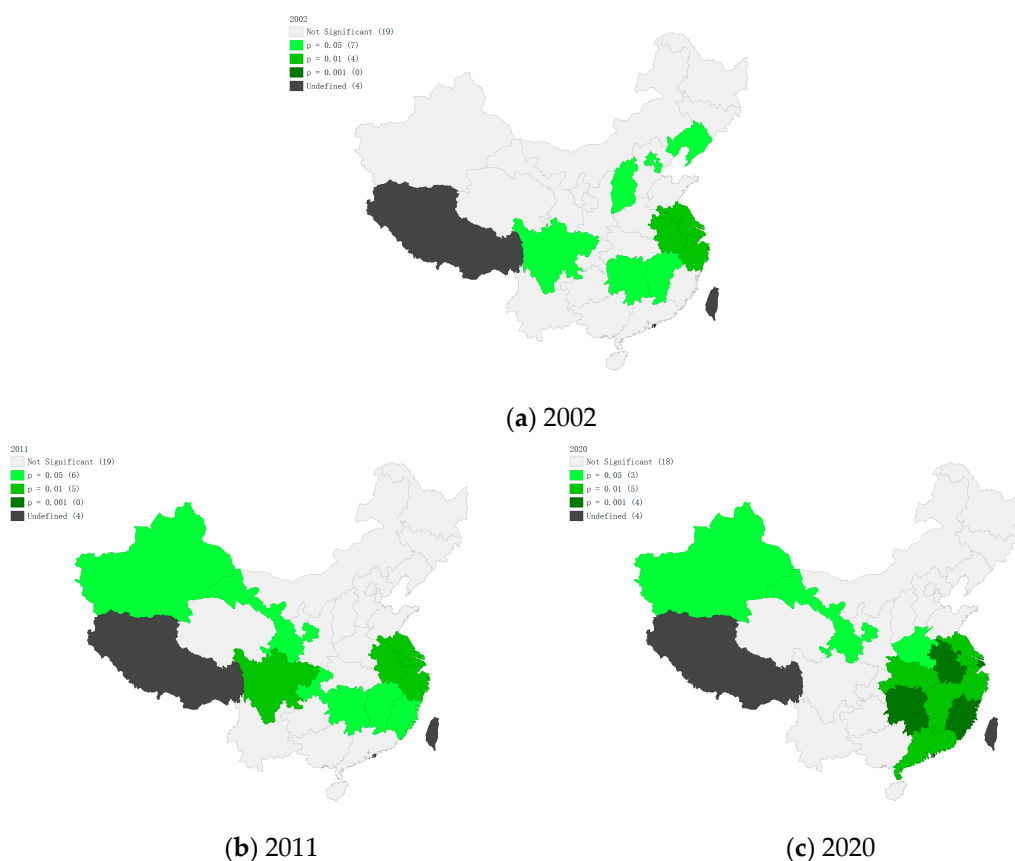 2002
Not Significant (19)
p = 0.05 (7)
p = 0.01 (4)
p = 0.001 (0)
Undefined (4)
(a) 2002
2011
Not Significant (19)
p = 0.05 (6)
p = 0.01 (5)
p = 0.001 (0)
Undefined (4)
2020
Not Significant (18)
p = 0.05 (3)
p = 0.01 (5)
p = 0.001 (4)
Undefined (4)
(b) 2011
(c) 2020